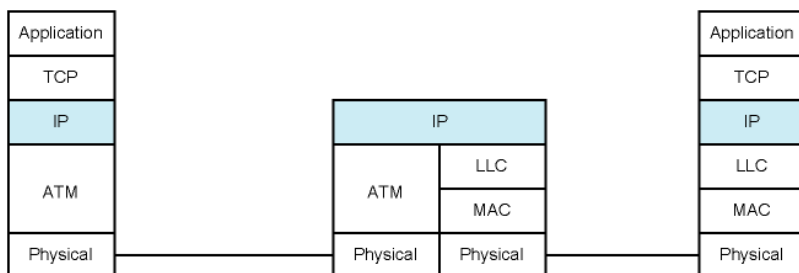 Application
TCP
IP
ATM
Physical
IP
ATM
LLC
MAC
Physical
Physical
Application
TCP
IP
LLC
MAC
Physical